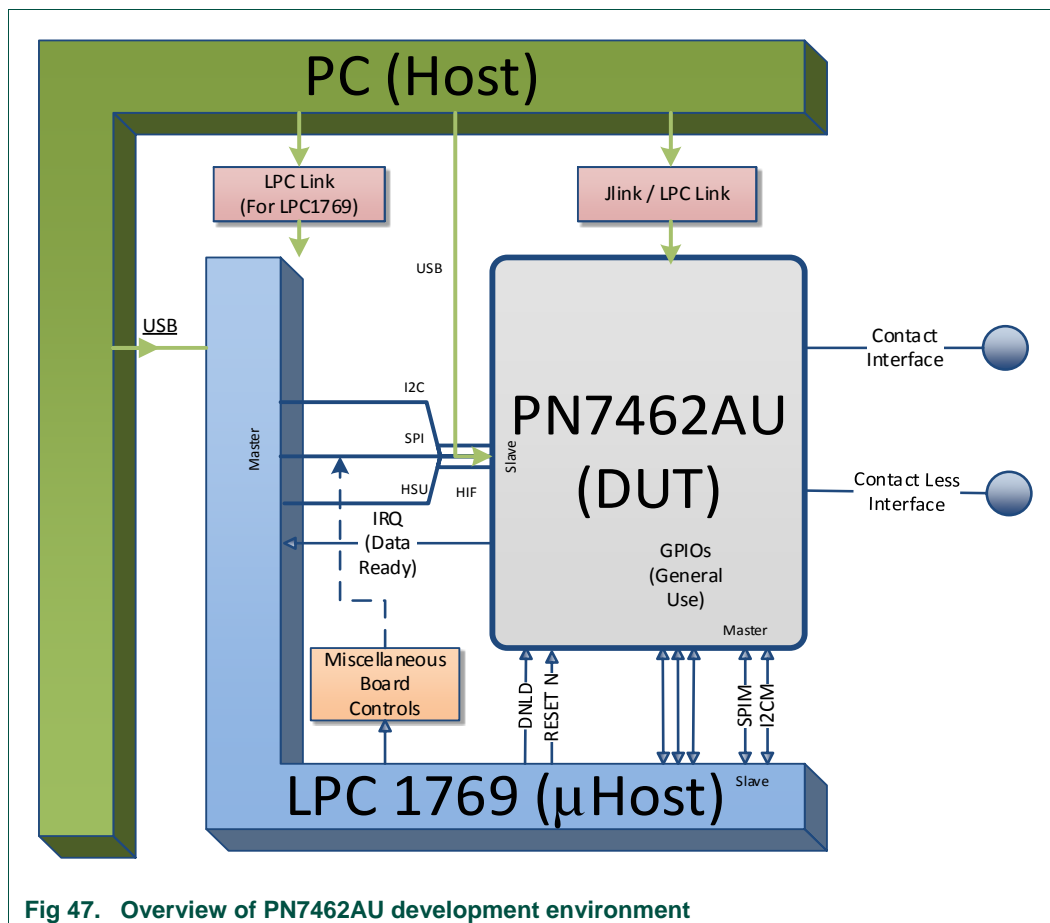 PC (Host)
LPC Link
(For LPC1769)
Jlink / LPC Link
USB
USB
Contact
Interface
I2C
SPI
HSU
HIF
Master
Slave
PN7462AU
(DUT)
Contact Less
Interface
IRQ
(Data
Ready)
GPIOs
(General
Use)
Master
Miscellaneous
Board
Controls
DNLD
RESET N
SPIM
I2CM
LPC 1769 (µHost)
Slave
Fig 47. Overview of PN7462AU development environment